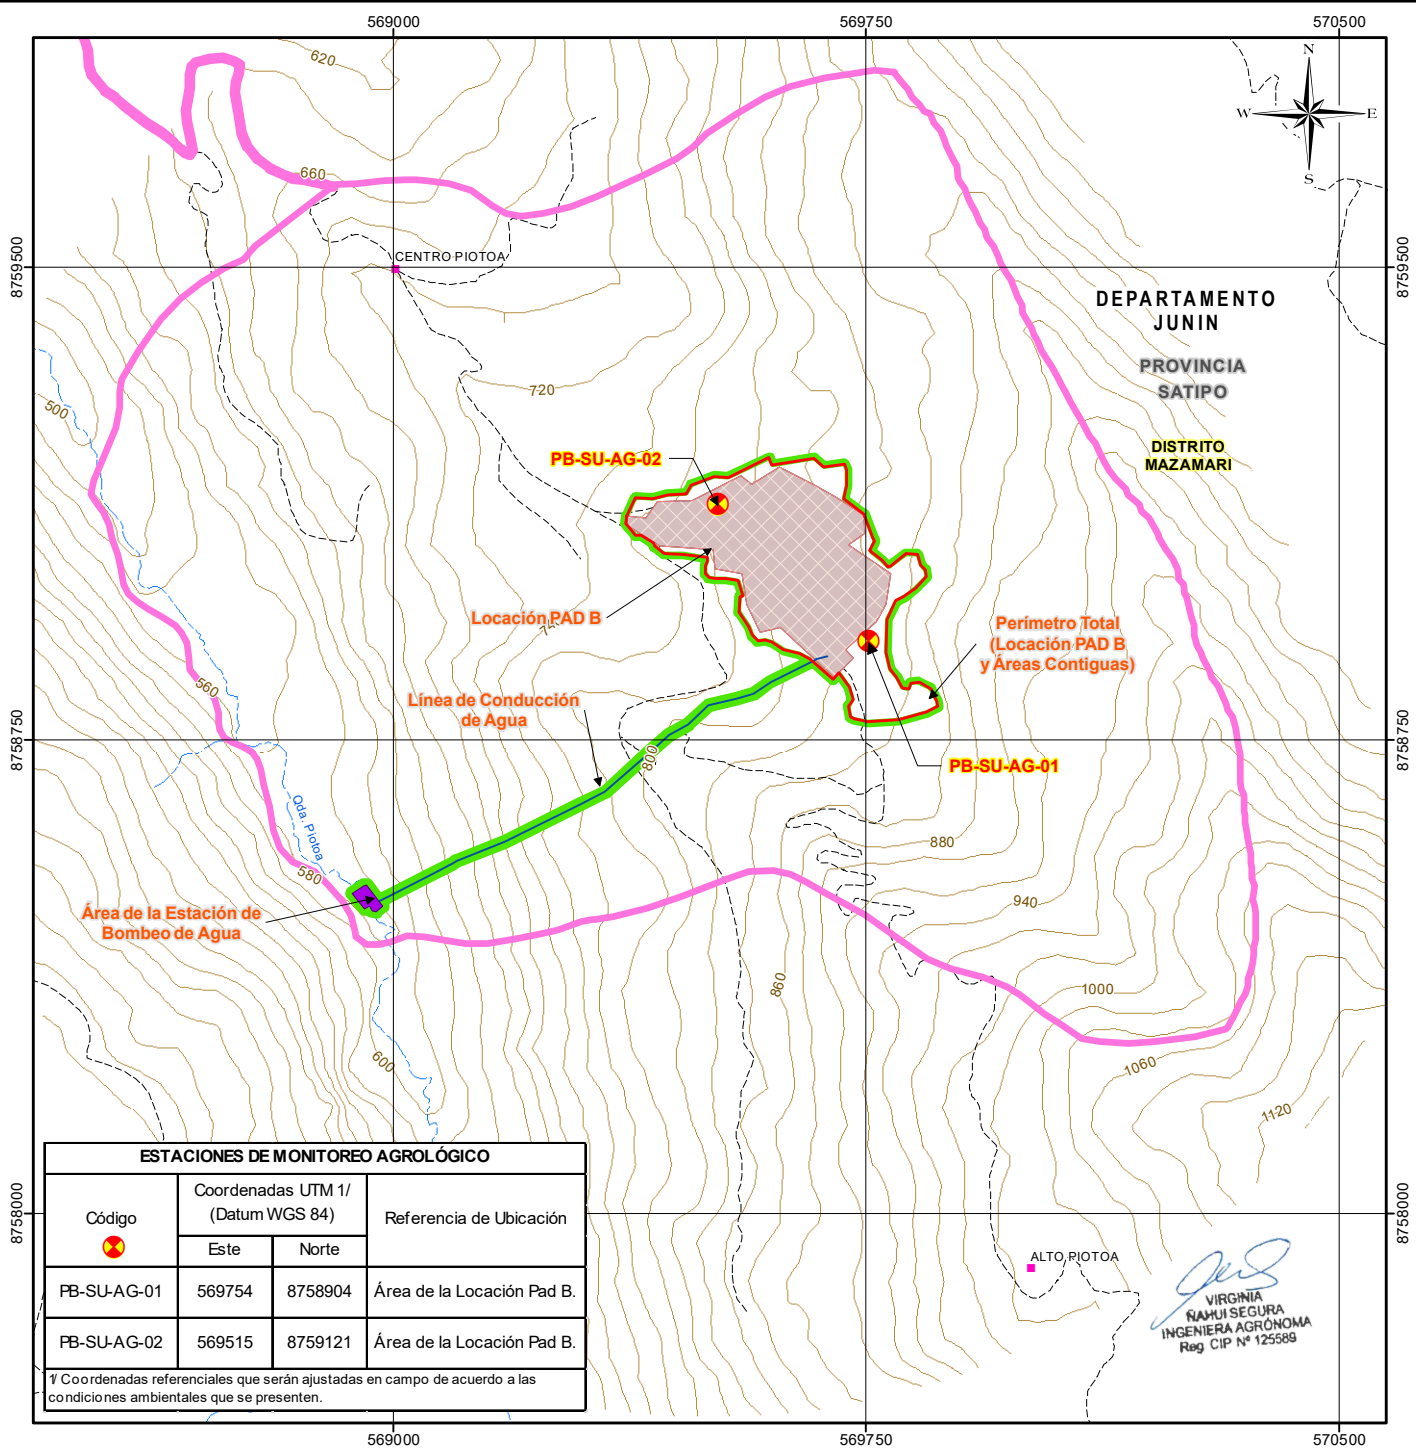 569000
569750
570500
620
N
W
E
S
660
CENTRO PIOTOA
8759500
8759500
DEPARTAMENTO
JUNIN
PROVINCIA
SATIPO
720
500
DISTRITO
MAZAMARI
PB-SU-AG-02
Locación PAD B
Perímetro Total
(Locación PAD B
y Áreas Contiguas)
560
Línea de Conducción
de Agua
8758750
8758750
800
PB-SU-AG-01
Qda. Piotoa
880
580
940
Área de la Estación de
Bombeo de Agua
860
1000
600
1060
1120
ESTACIONES DE MONITOREO AGROLÓGICO
Código
Coordenadas UTM 1/
(Datum WGS 84)
Referencia de Ubicación
Este
Norte
PB-SU-AG-01
569754
8758904
Área de la Locación Pad B.
PB-SU-AG-02
569515
8759121
Área de la Locación Pad B.
1/ Coordenadas referenciales que serán ajustadas en campo de acuerdo a las
condiciones ambientales que se presenten.
8758000
8758000
ALTO PIOTOA
VIRGINIA
ÑAHUI SEGURA
INGENIERA AGRÓNOMA
Reg. CIP Nº 125589
569000
569750
570500